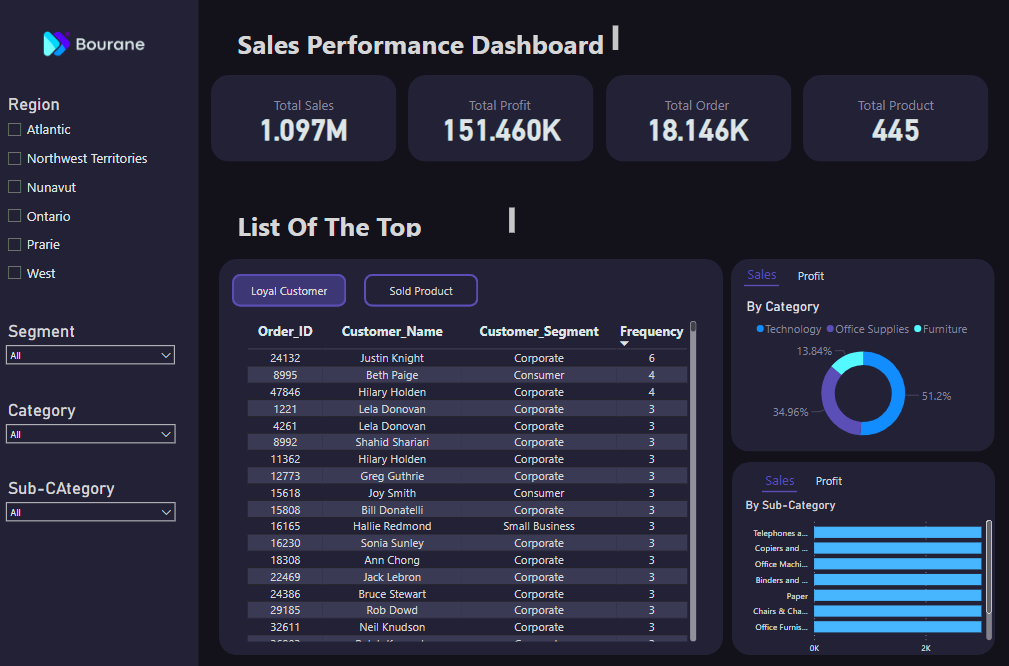 Bourane
Sales Performance Dashboard
Region
Atlantic
Northwest Territories
Nunavut
Ontario
Prarie
West
Segment
All
Category
All
Sub-CAtegory
All
Total Sales
1.097M
Total Profit
151.460K
Total Order
18.146K
Total Product
445
List Of The Top
Loyal Customer Sold Product
Order_ID Customer_Name Customer_Segment Frequency
24132 Justin Knight Corporate 6
8995 Beth Paige Consumer 4
47846 Hilary Holden Corporate 4
1221 Lela Donovan Corporate 3
4261 Lela Donovan Corporate 3
8992 Shahid Shariari Corporate 3
11362 Hilary Holden Corporate 3
12773 Greg Guthrie Corporate 3
15618 Joy Smith Consumer 3
15808 Bill Donatelli Corporate 3
16165 Hallie Redmond Small Business 3
16230 Sonia Sunley Corporate 3
18308 Ann Chong Corporate 3
22469 Jack Lebron Corporate 3
24386 Bruce Stewart Corporate 3
29185 Rob Dowd Corporate 3
32611 Neil Knudson Corporate 3
Sales Profit
By Category
Technology Office Supplies Furniture
13.84%
51.2%
34.96%
Sales Profit
By Sub-Category
Telephones a...
Copiers and ...
Office Machi...
Binders and ...
Paper
Chairs & Cha...
Office Furnis...
0K 2K